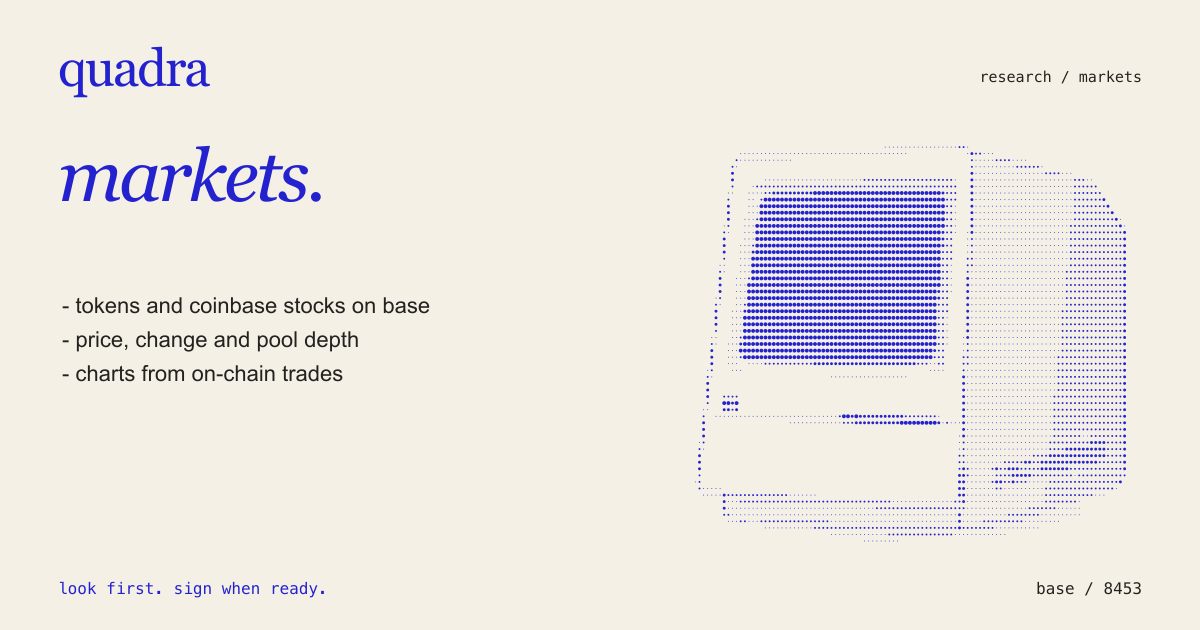 quadra
research / markets
markets.
- tokens and coinbase stocks on base
- price, change and pool depth
- charts from on-chain trades
look first. sign when ready.
base / 8453